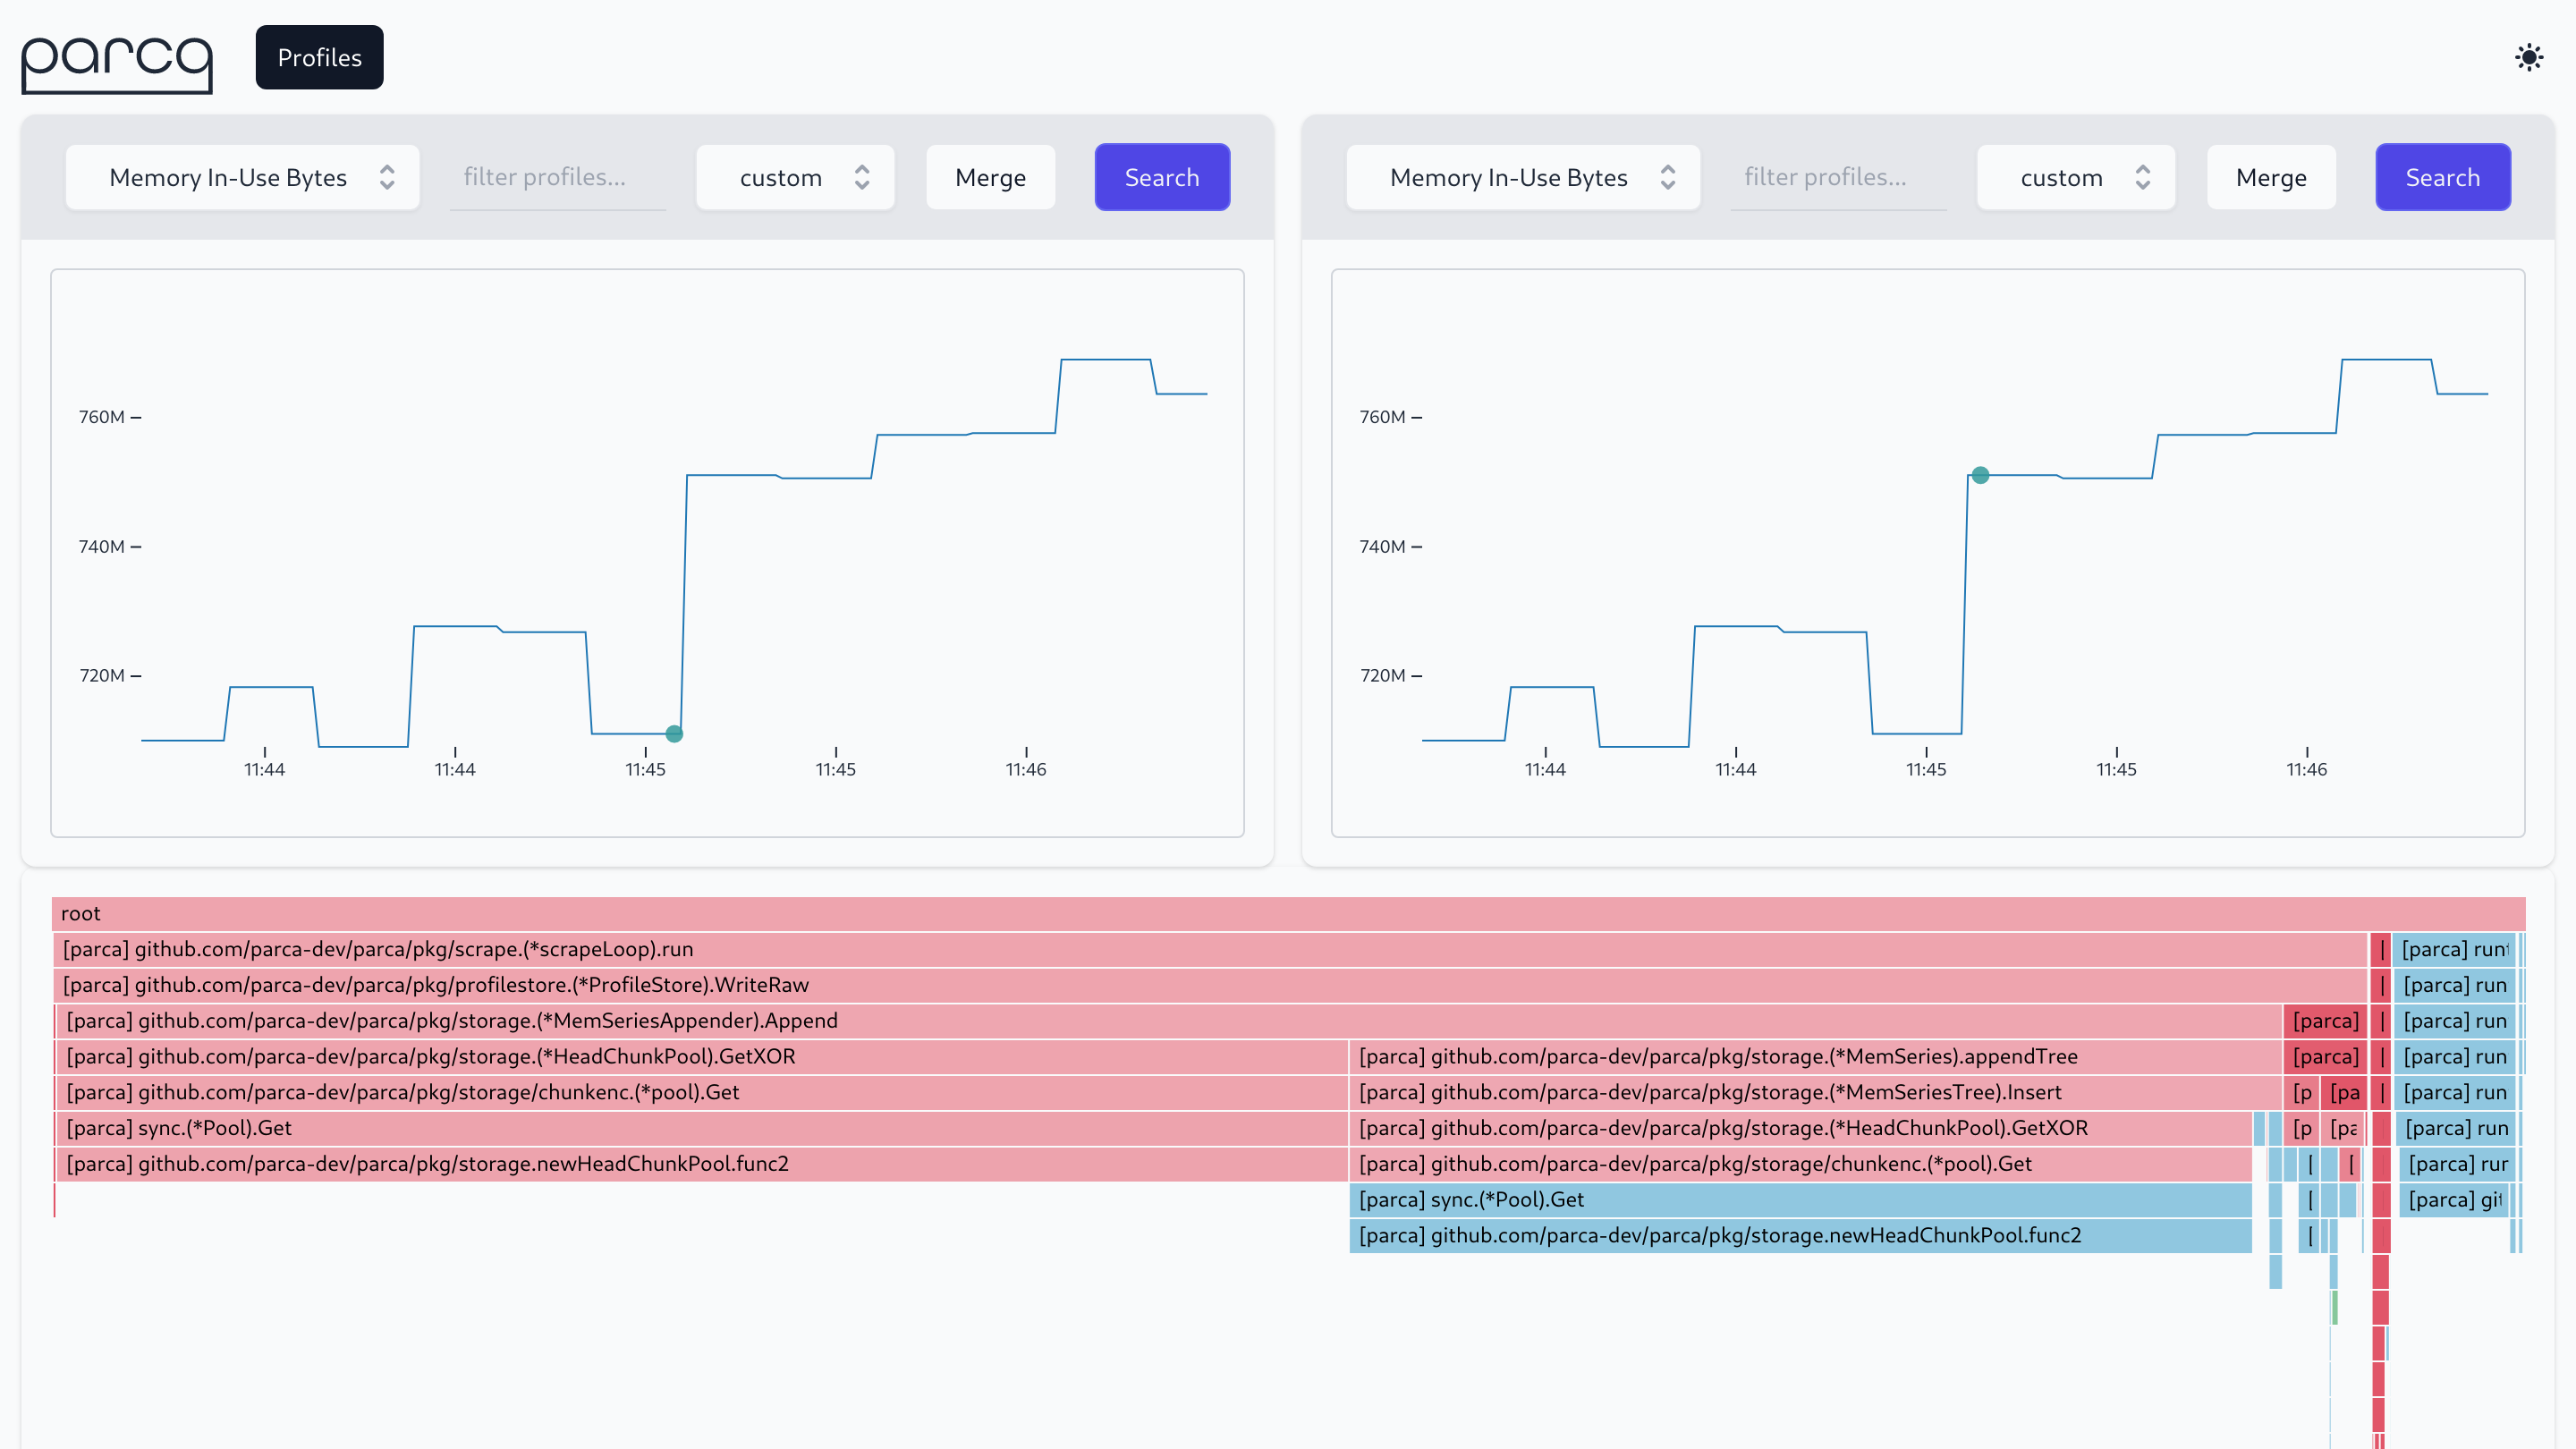 parca Profiles
Memory In-Use Bytes filter profiles... custom Merge Search
760M
740M
720M
11:44 11:44 11:45 11:45 11:46
Memory In-Use Bytes filter profiles... custom Merge Search
760M
740M
720M
11:44 11:44 11:45 11:45 11:46
root
[parca] github.com/parca-dev/parca/pkg/scrape.(*scrapeLoop).run [parca] runt
[parca] github.com/parca-dev/parca/pkg/profilestore.(*ProfileStore).WriteRaw [parca] run
[parca] github.com/parca-dev/parca/pkg/storage.(*MemSeriesAppender).Append [parca] [parca] run
[parca] github.com/parca-dev/parca/pkg/storage.(*HeadChunkPool).GetXOR [parca] github.com/parca-dev/parca/pkg/storage.(*MemSeries).appendTree [parca] [parca] run
[parca] github.com/parca-dev/parca/pkg/storage/chunkenc.(*pool).Get [parca] github.com/parca-dev/parca/pkg/storage.(*MemSeriesTree).Insert [p [pa [parca] run
[parca] sync.(*Pool).Get [parca] github.com/parca-dev/parca/pkg/storage.(*HeadChunkPool).GetXOR [p [pa [parca] run
[parca] github.com/parca-dev/parca/pkg/storage.newHeadChunkPool.func2 [parca] github.com/parca-dev/parca/pkg/storage/chunkenc.(*pool).Get [ [ [parca] rur
[parca] sync.(*Pool).Get [ [parca] git
[parca] github.com/parca-dev/parca/pkg/storage.newHeadChunkPool.func2 [